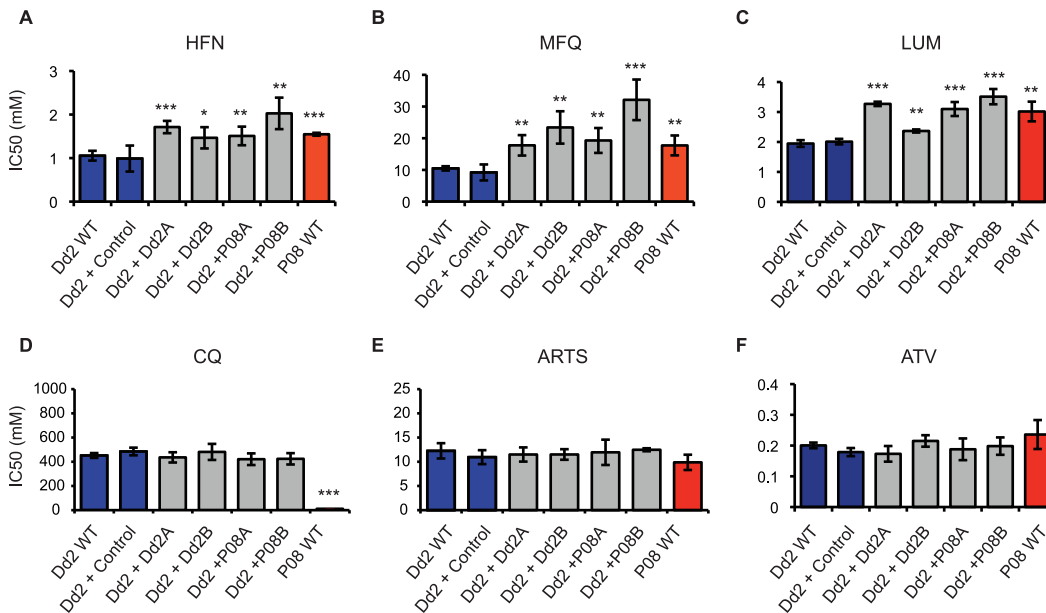 A
HFN
IC50 (mM)
3
2
1
0
***
*
**
**
***
Dd2 WT
Dd2 + Control
Dd2 + Dd2A
Dd2 + Dd2B
Dd2 +P08A
Dd2 +P08B
P08 WT
B
MFQ
40
30
20
10
0
**
**
**
***
**
Dd2 WT
Dd2 + Control
Dd2 + Dd2A
Dd2 + Dd2B
Dd2 +P08A
Dd2 +P08B
P08 WT
C
LUM
4
3
2
1
0
***
**
***
***
**
Dd2 WT
Dd2 + Control
Dd2 + Dd2A
Dd2 + Dd2B
Dd2 +P08A
Dd2 +P08B
P08 WT
D
CQ
IC50 (mM)
1000
800
600
400
200
0
***
Dd2 WT
Dd2 + Control
Dd2 + Dd2A
Dd2 + Dd2B
Dd2 +P08A
Dd2 +P08B
P08 WT
E
ARTS
25
20
15
10
5
0
Dd2 WT
Dd2 + Control
Dd2 + Dd2A
Dd2 + Dd2B
Dd2 +P08A
Dd2 +P08B
P08 WT
F
ATV
0.4
0.3
0.2
0.1
0
Dd2 WT
Dd2 + Control
Dd2 + Dd2A
Dd2 + Dd2B
Dd2 +P08A
Dd2 +P08B
P08 WT